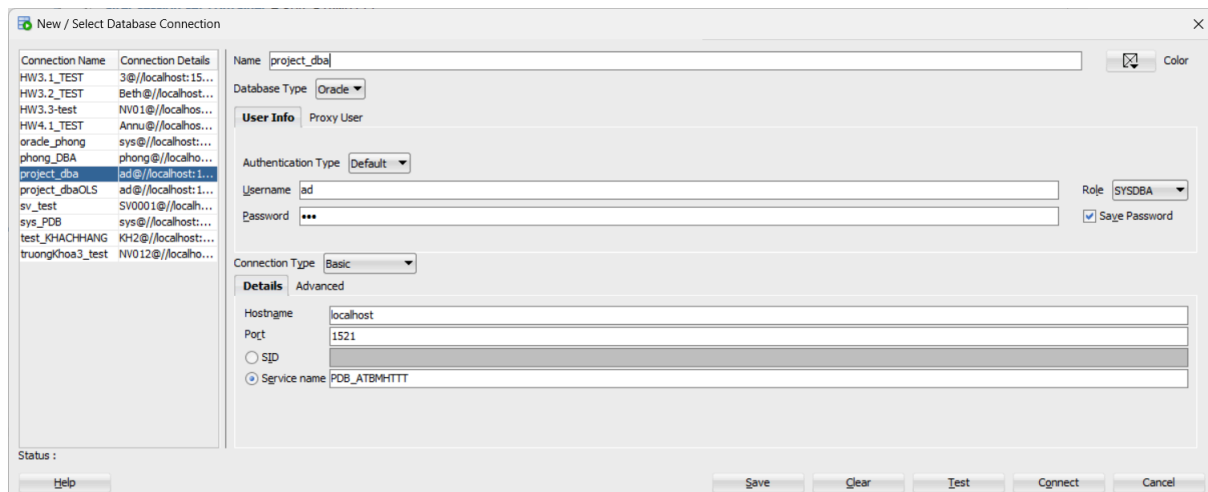 New / Select Database Connection
Connection Name Connection Details
HW3.1_TEST 3@//localhost:15...
HW3.2_TEST Beth@//localhost...
HW3.3-test NV01@//localhos...
HW4.1_TEST Annu@//localhos...
oracle_phong sys@//localhost:...
phong_DBA phong@//localho...
project_dba ad@//localhost:1...
project_dbaOLS ad@//localhost:1...
sv_test SV0001@//localh...
sys_PDB sys@//localhost:...
test_KHACHHANG KH2@//localhost:...
truongKhoa3_test NV012@//localho...
Name project_dba Color
Database Type Oracle
User Info Proxy User
Authentication Type Default
Username ad Role SYSDBA
Password ••• Save Password
Connection Type Basic
Details Advanced
Hostname localhost
Port 1521
SID
Service name PDB_ATBMHTTT
Status :
Help Save Clear Test Connect Cancel